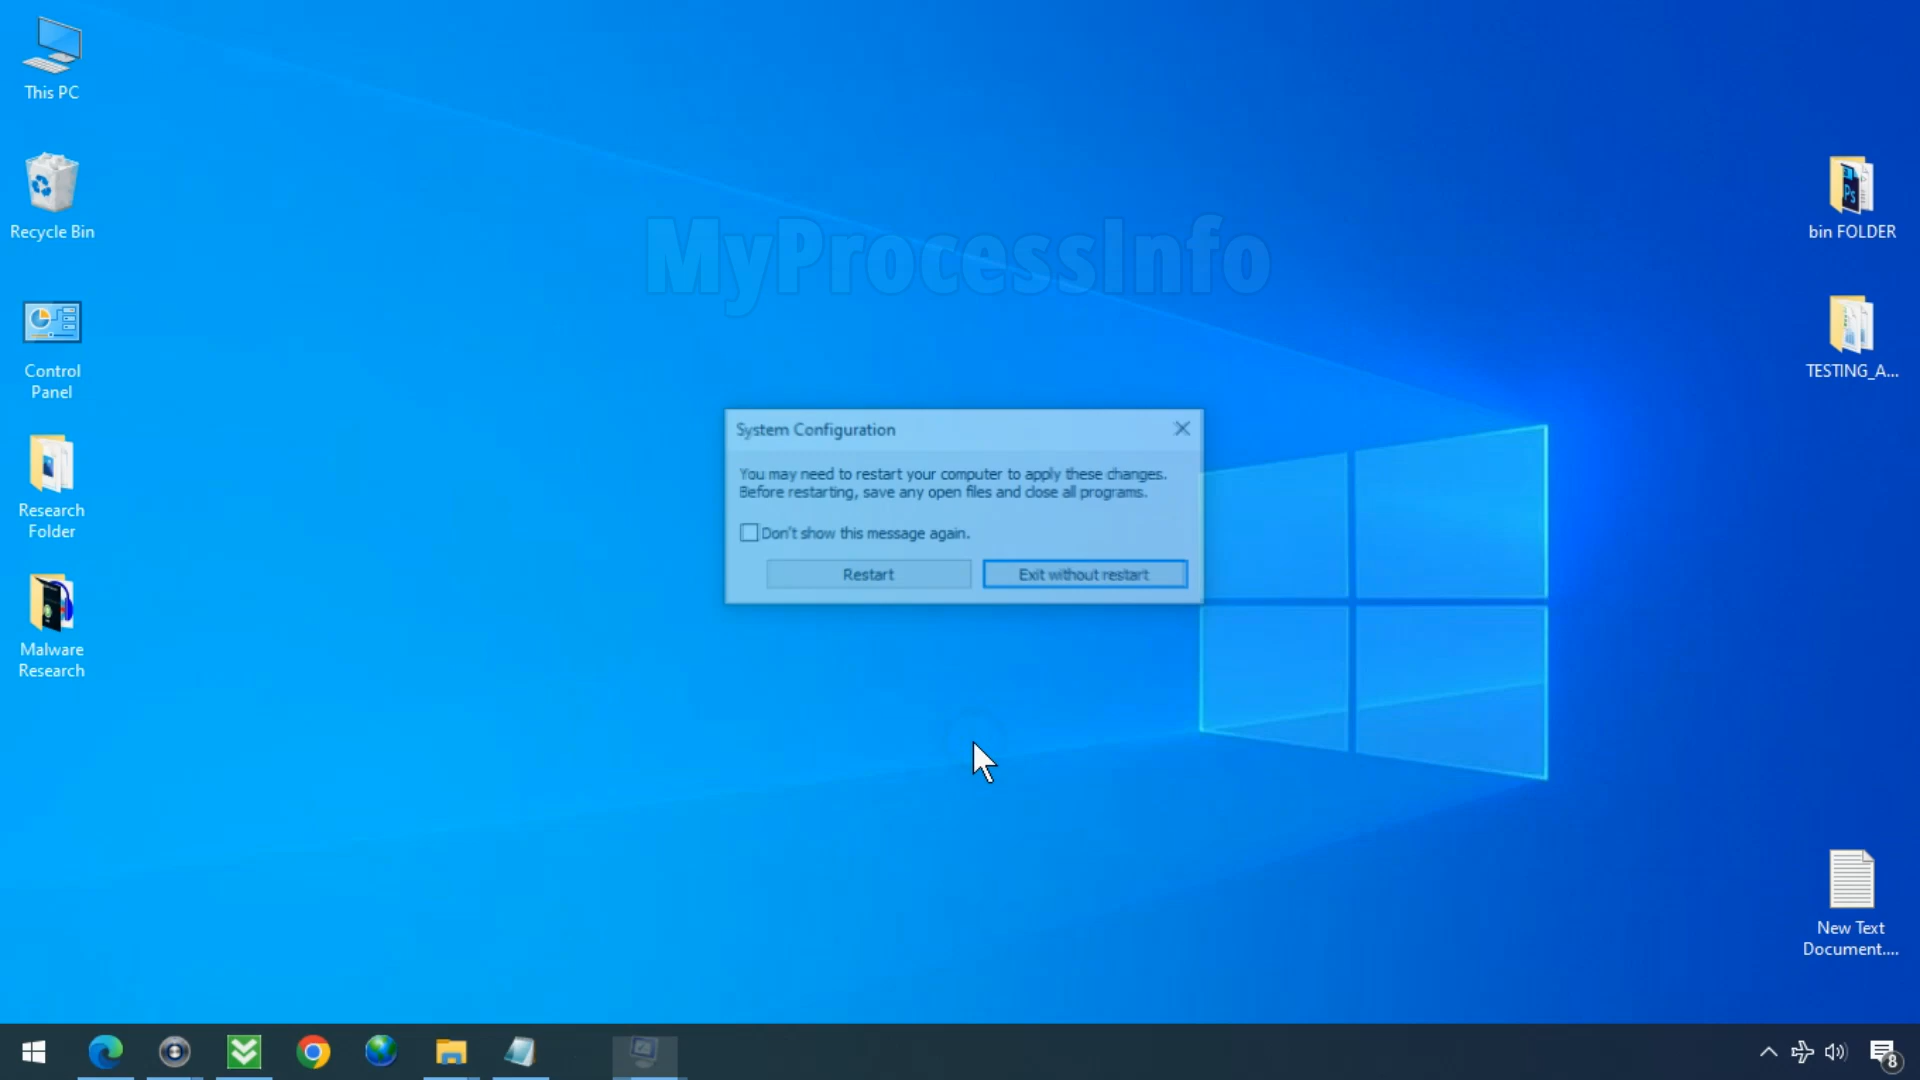 This PC
Recycle Bin
Control
Panel
Research
Folder
Malware
Research
MyProcessInfo
System Configuration
You may need to restart your computer to apply these changes.
Before restarting, save any open files and close all programs.
Don't show this message again.
Restart
Exit without restart
Ps
bin FOLDER
TESTING_A...
New Text
Document....
8